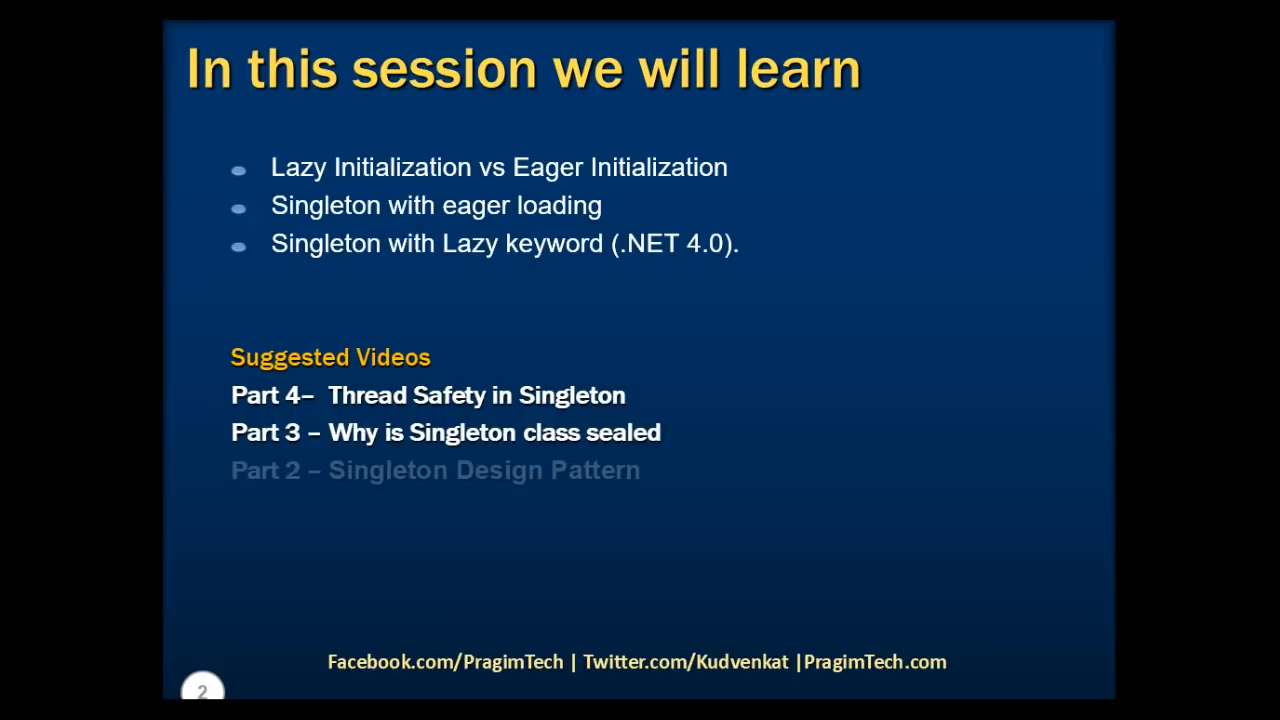 In this session we will learn
Lazy Initialization vs Eager Initialization
Singleton with eager loading
Singleton with Lazy keyword (.NET 4.0).
Suggested Videos
Part 4– Thread Safety in Singleton
Part 3 – Why is Singleton class sealed
Part 2 – Singleton Design Pattern
Facebook.com/PragimTech | Twitter.com/Kudvenkat |PragimTech.com
2